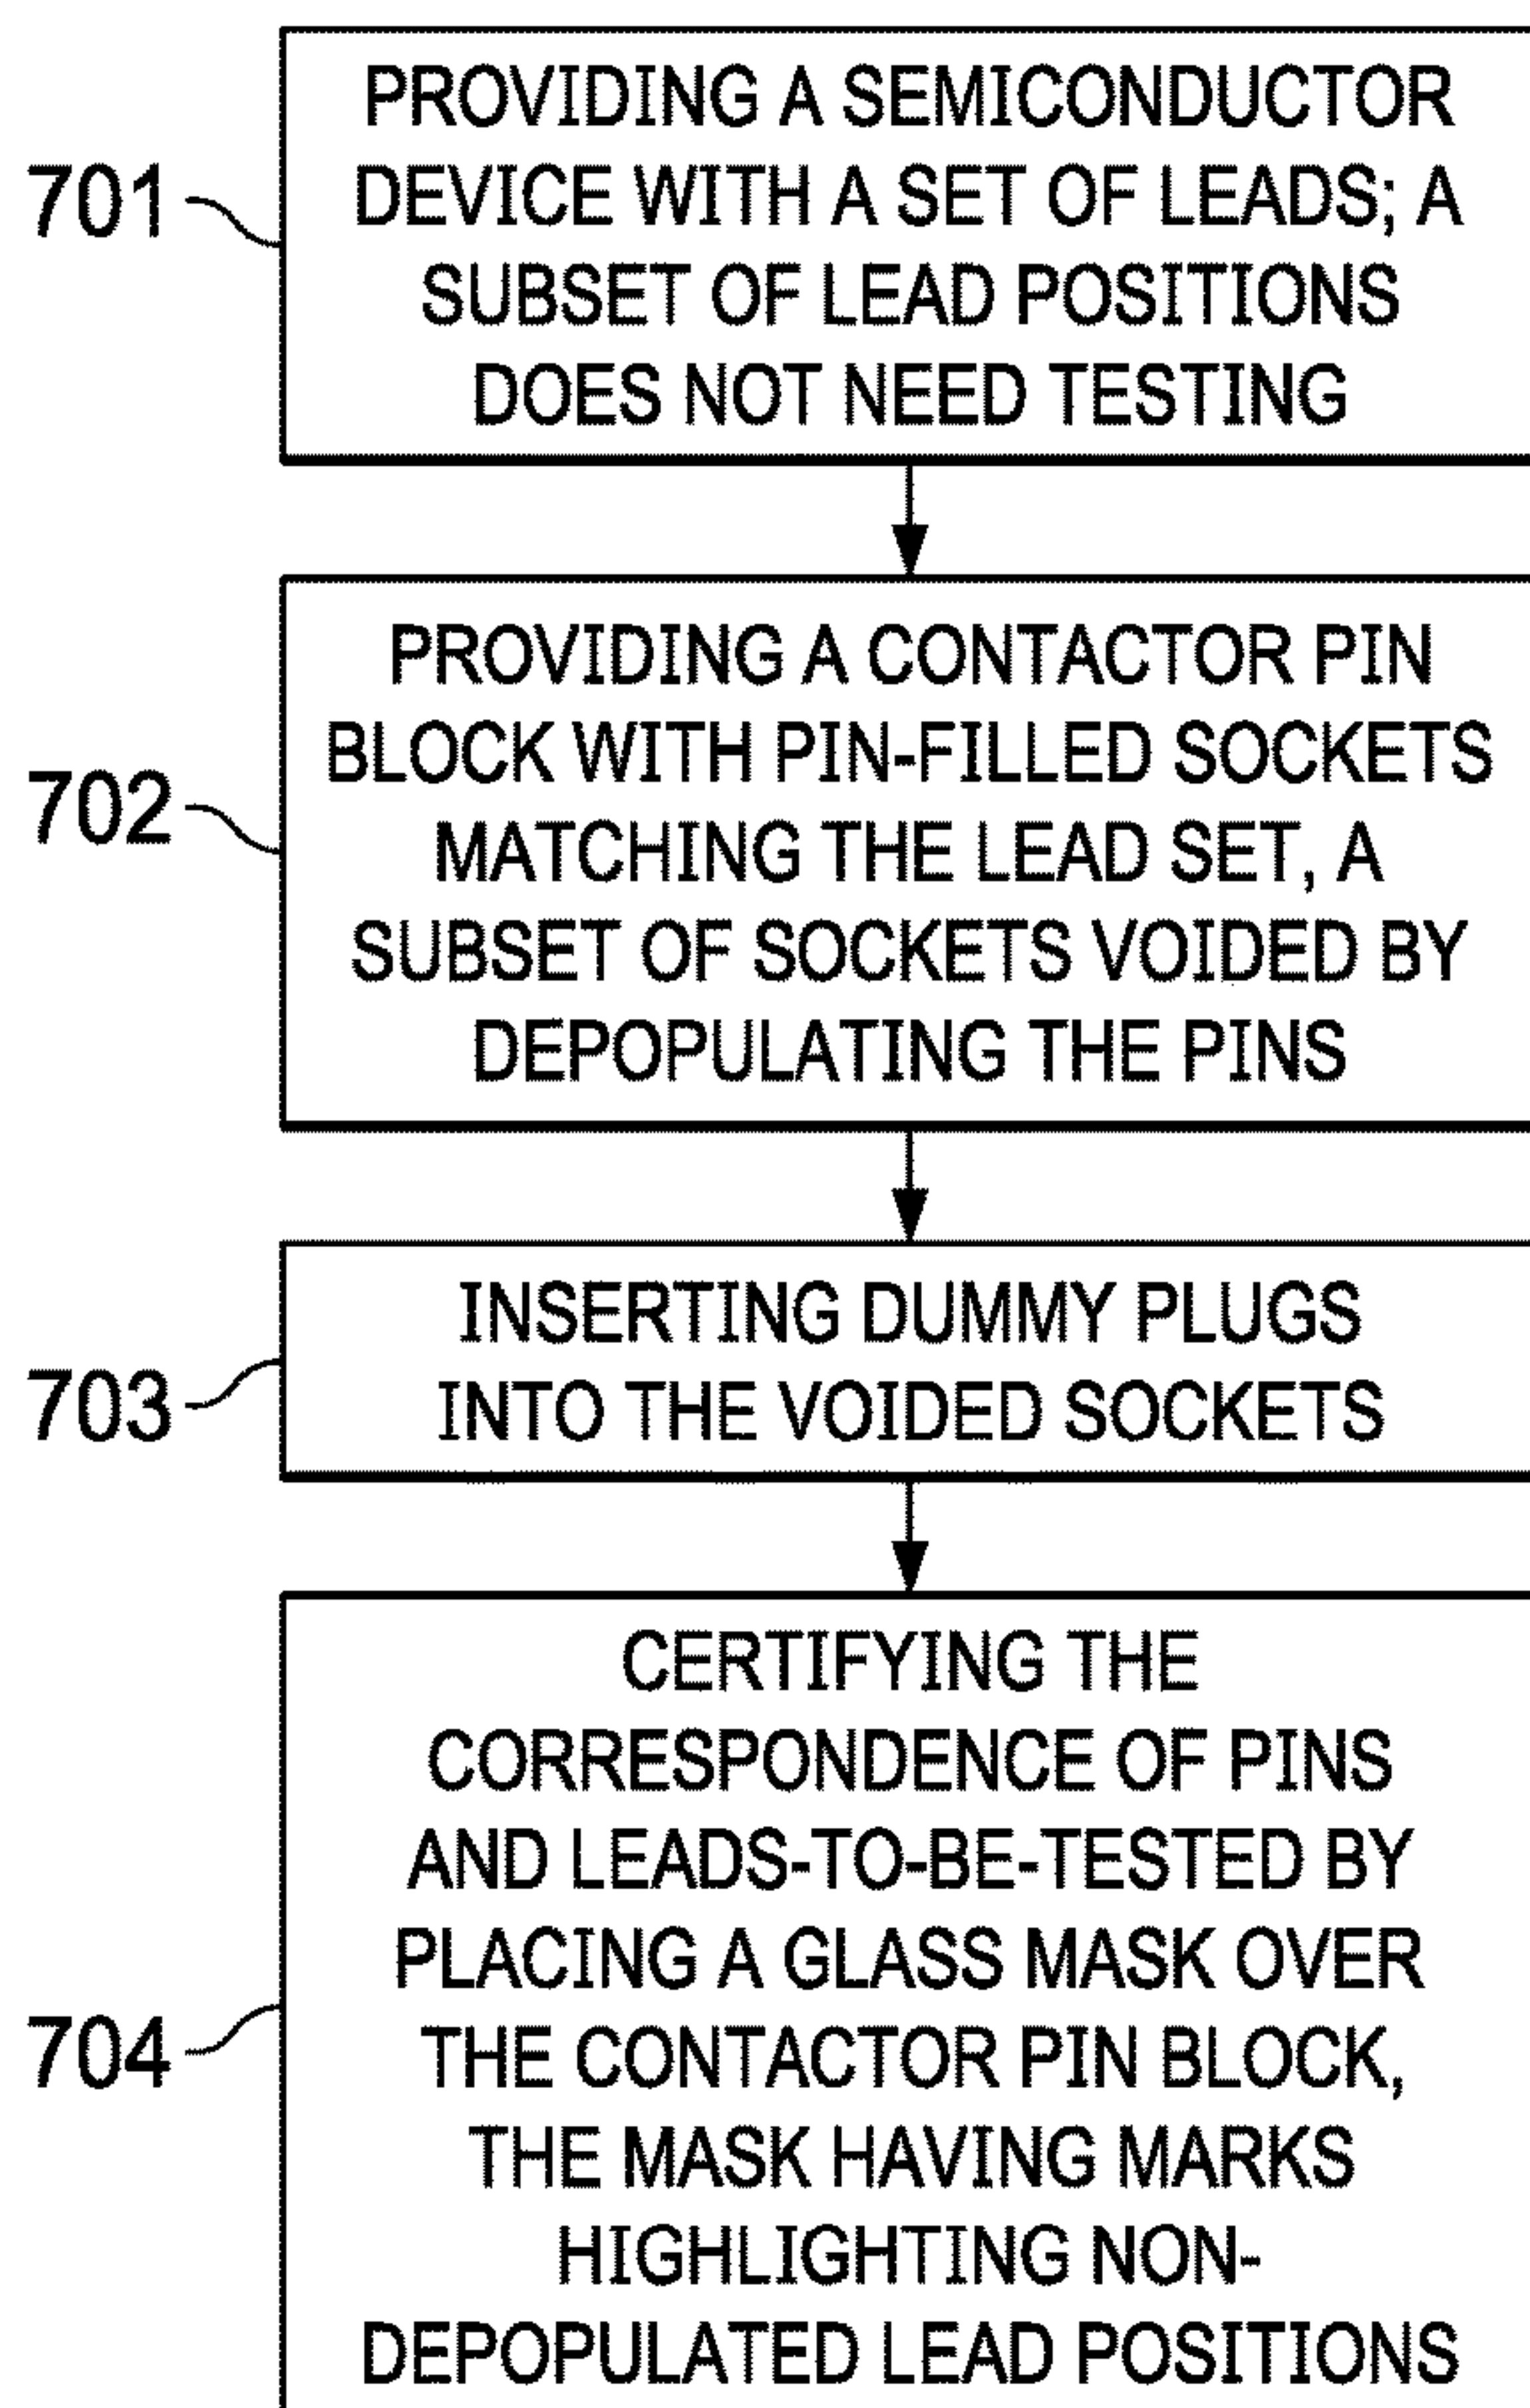 701
PROVIDING A SEMICONDUCTOR
DEVICE WITH A SET OF LEADS; A
SUBSET OF LEAD POSITIONS
DOES NOT NEED TESTING
702
PROVIDING A CONTACTOR PIN
BLOCK WITH PIN-FILLED SOCKETS
MATCHING THE LEAD SET, A
SUBSET OF SOCKETS VOIDED BY
DEPOPULATING THE PINS
703
INSERTING DUMMY PLUGS
INTO THE VOIDED SOCKETS
704
CERTIFYING THE
CORRESPONDENCE OF PINS
AND LEADS-TO-BE-TESTED BY
PLACING A GLASS MASK OVER
THE CONTACTOR PIN BLOCK,
THE MASK HAVING MARKS
HIGHLIGHTING NON-
DEPOPULATED LEAD POSITIONS